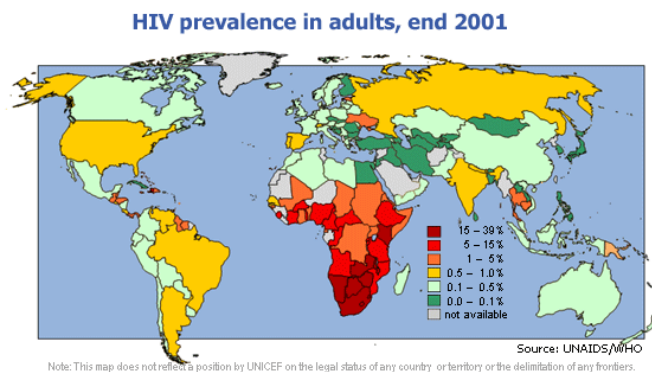 HIV prevalence in adults, end 2001
15 – 39%
5 – 15%
1 – 5%
0.5 – 1.0%
0.1 – 0.5%
0.0 – 0.1%
not available
Source: UNAIDS/WHO
Note: This map does not reflect a position by UNICEF on the legal status of any country or territory or the delimitation of any frontiers.